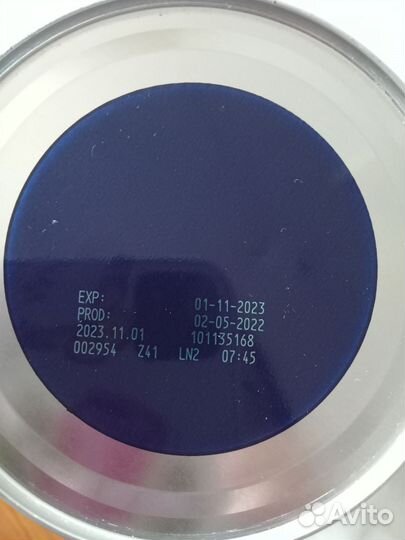 EXP: 01-11-2023
PROD: 02-05-2022
2023.11.01 101135168
002954 Z41 LN2 07:45
Avito